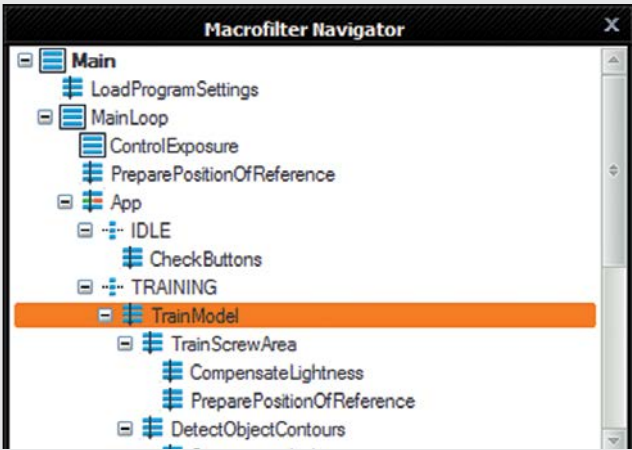 Macrofilter Navigator
Main
LoadProgramSettings
MainLoop
ControlExposure
PreparePositionOfReference
App
IDLE
CheckButtons
TRAINING
TrainModel
TrainScrewArea
CompensateLightness
PreparePositionOfReference
DetectObjectContours